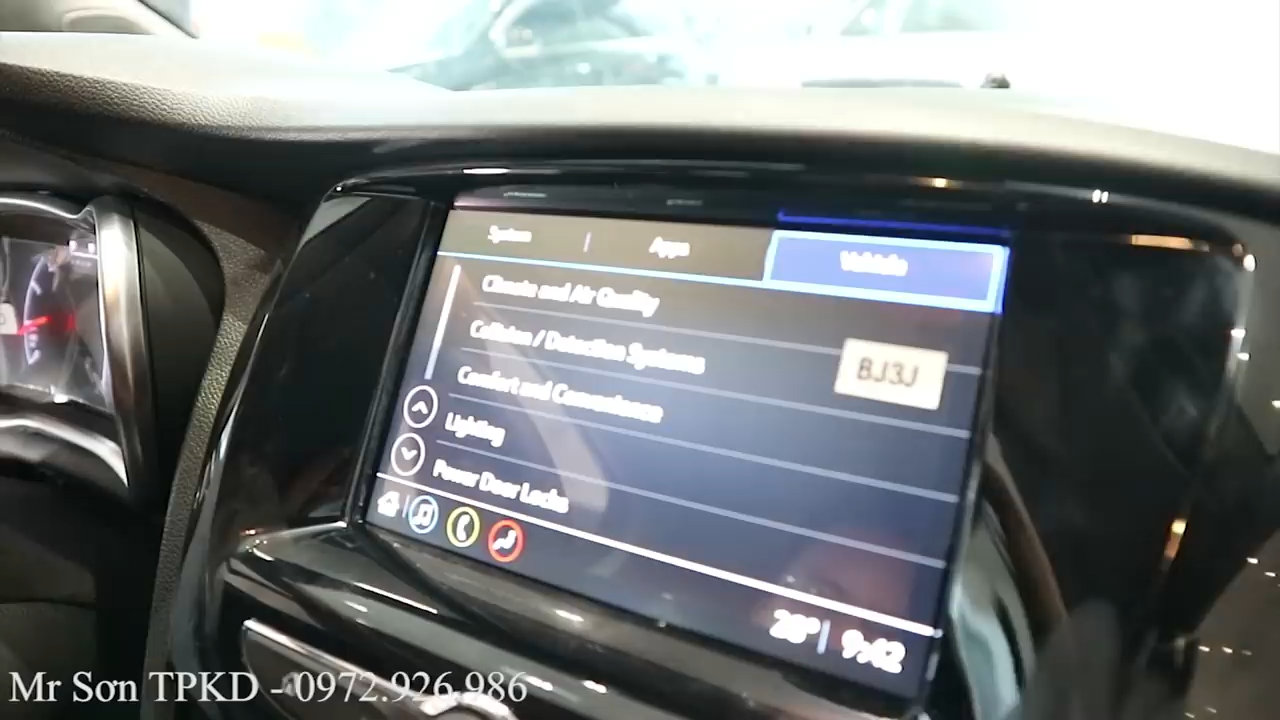 System
Apps
Vehicle
Climate and Air Quality
Collision / Detection Systems
BJ3J
Comfort and Convenience
Lighting
Power Door Locks
9:42
Mr Sơn TPKD - 0972.926.986